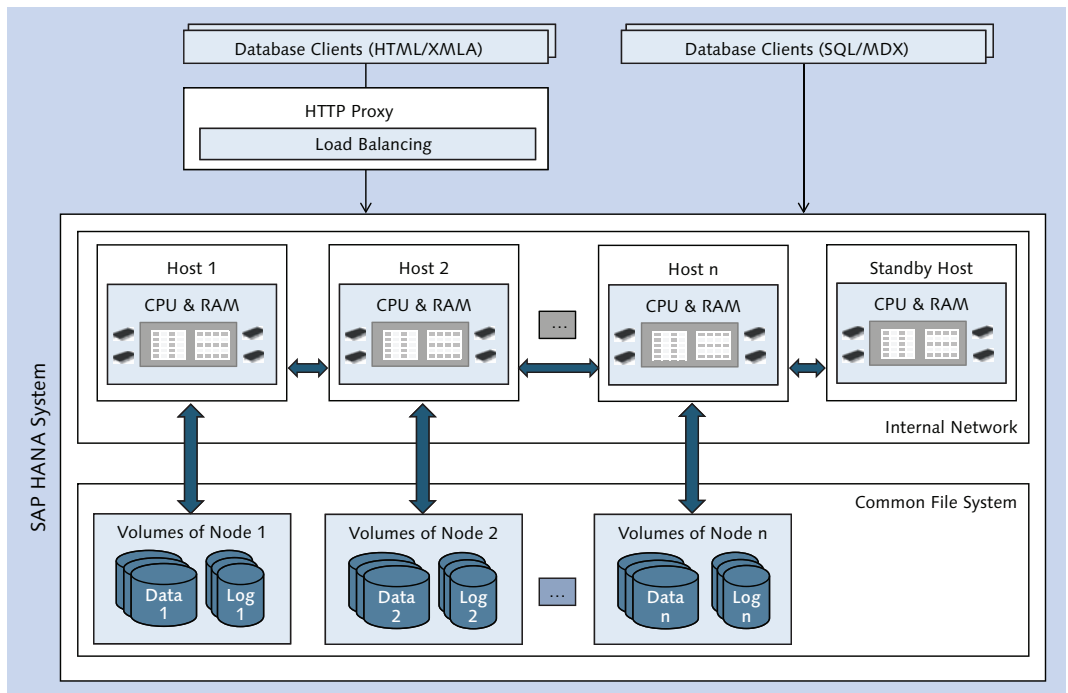 Database Clients (HTML/XMLA)
Database Clients (SQL/MDX)
HTTP Proxy
Load Balancing
SAP HANA System
Host 1
Host 2
Host n
Standby Host
CPU & RAM
CPU & RAM
CPU & RAM
CPU & RAM
...
Internal Network
Common File System
Volumes of Node 1
Volumes of Node 2
Volumes of Node n
Data
1
Log
1
Data
2
Log
2
...
Data
n
Log
n